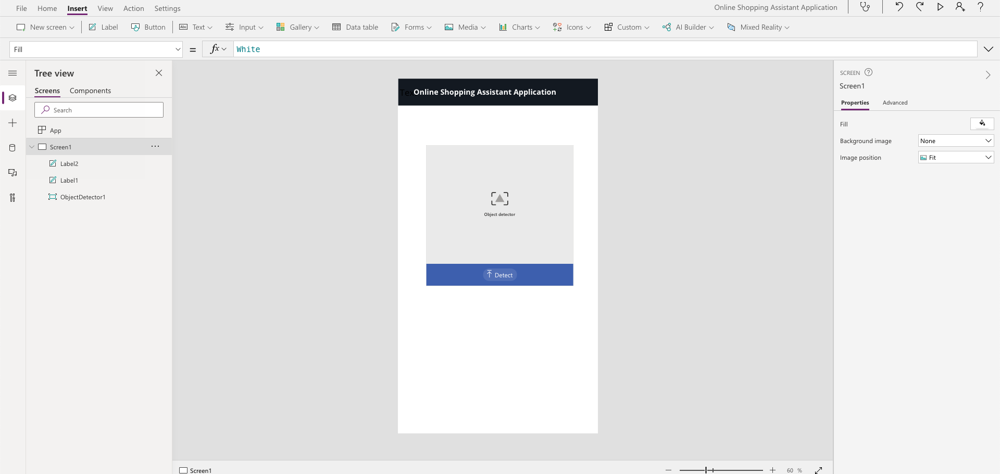 File Home Insert View Action Settings Online Shopping Assistant Application
New screen Label Button Abc Text Input Gallery Data table Forms Media Charts Icons Custom AI Builder Mixed Reality
Fill = fx White
Tree view
Screens Components
Search
App
Screen1
Label2
Label1
ObjectDetector1
Online Shopping Assistant Application
Object detector
Detect
SCREEN
Screen1
Properties Advanced
Fill
Background image None
Image position Fit
Screen1 60 %